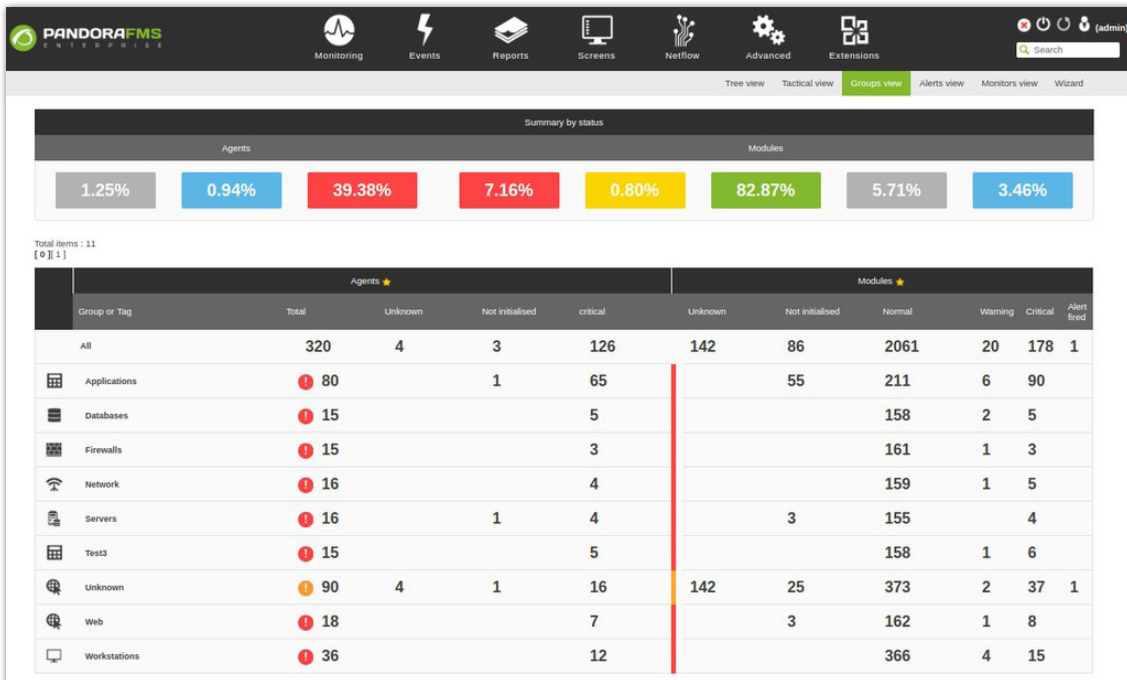 PANDORAFMS
ENTERPRISE
Monitoring Events Reports Screens Netflow Advanced Extensions
(admin)
Search
Tree view Tactical view Groups view Alerts view Monitors view Wizard
Summary by status
Agents Modules
1.25% 0.94% 39.38% 7.16% 0.80% 82.87% 5.71% 3.46%
Total items : 11
[ 0 ][ 1 ]
Agents Modules
Group or Tag Total Unknown Not initialised critical Unknown Not initialised Normal Warning Critical Alert fired
All 320 4 3 126 142 86 2061 20 178 1
Applications 80 1 65 55 211 6 90
Databases 15 5 158 2 5
Firewalls 15 3 161 1 3
Network 16 4 159 1 5
Servers 16 1 4 3 155 4
Test3 15 5 158 1 6
Unknown 90 4 1 16 142 25 373 2 37 1
Web 18 7 3 162 1 8
Workstations 36 12 366 4 15